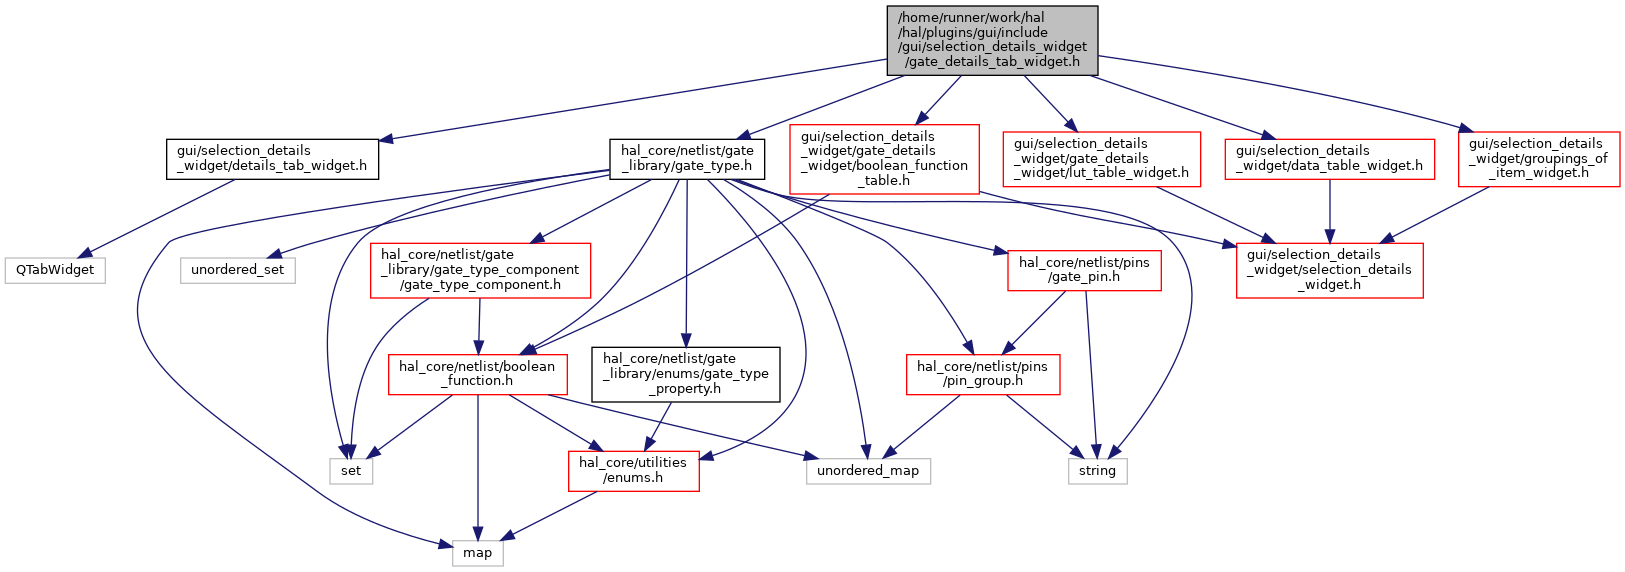 /home/runner/work/hal
/hal/plugins/gui/include
/gui/selection_details_widget
/gate_details_tab_widget.h
gui/selection_details
_widget/details_tab_widget.h
hal_core/netlist/gate
_library/gate_type.h
gui/selection_details
_widget/gate_details
_widget/boolean_function
_table.h
gui/selection_details
_widget/gate_details
_widget/lut_table_widget.h
gui/selection_details
_widget/data_table_widget.h
gui/selection_details
_widget/groupings_of
_item_widget.h
QTabWidget
unordered_set
hal_core/netlist/gate
_library/gate_type_component
/gate_type_component.h
hal_core/netlist/pins
/gate_pin.h
gui/selection_details
_widget/selection_details
_widget.h
hal_core/netlist/boolean
_function.h
hal_core/netlist/gate
_library/enums/gate_type
_property.h
hal_core/netlist/pins
/pin_group.h
set
hal_core/utilities
/enums.h
unordered_map
string
map